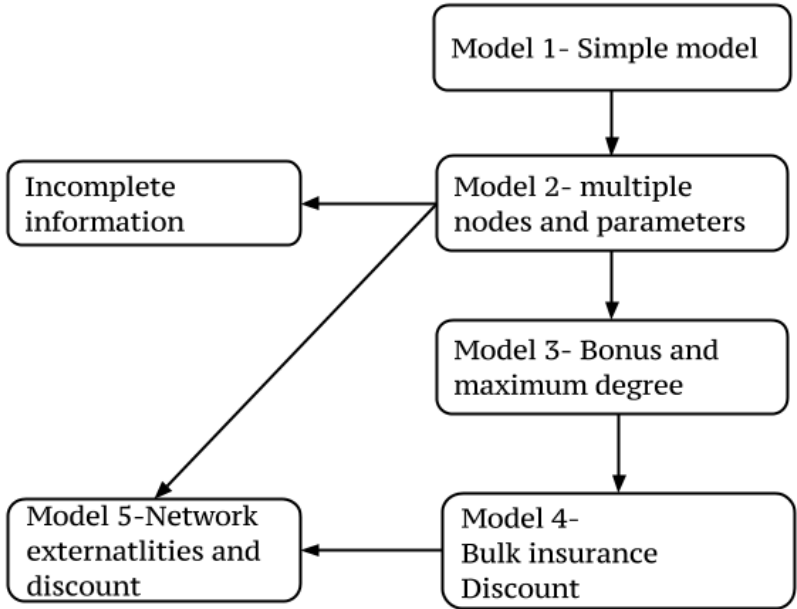 Model 1- Simple model
Incomplete
information
Model 2- multiple
nodes and parameters
Model 3- Bonus and
maximum degree
Model 5-Network
externatlities and
discount
Model 4-
Bulk insurance
Discount